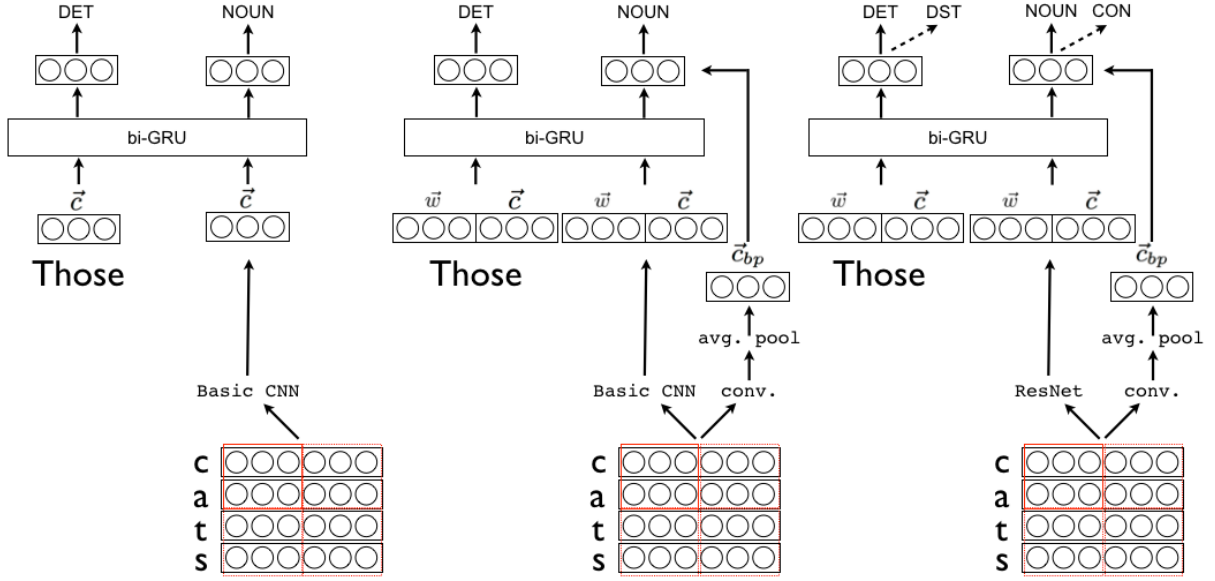 DET NOUN DET NOUN DET DST NOUN CON
bi-GRU bi-GRU bi-GRU
c⃗ c⃗ w⃗ c⃗ w⃗ c⃗ w⃗ c⃗ w⃗ c⃗
Those Those Those
c⃗bp c⃗bp
avg. pool avg. pool
Basic CNN Basic CNN conv. ResNet conv.
c c c
a a a
t t t
s s s